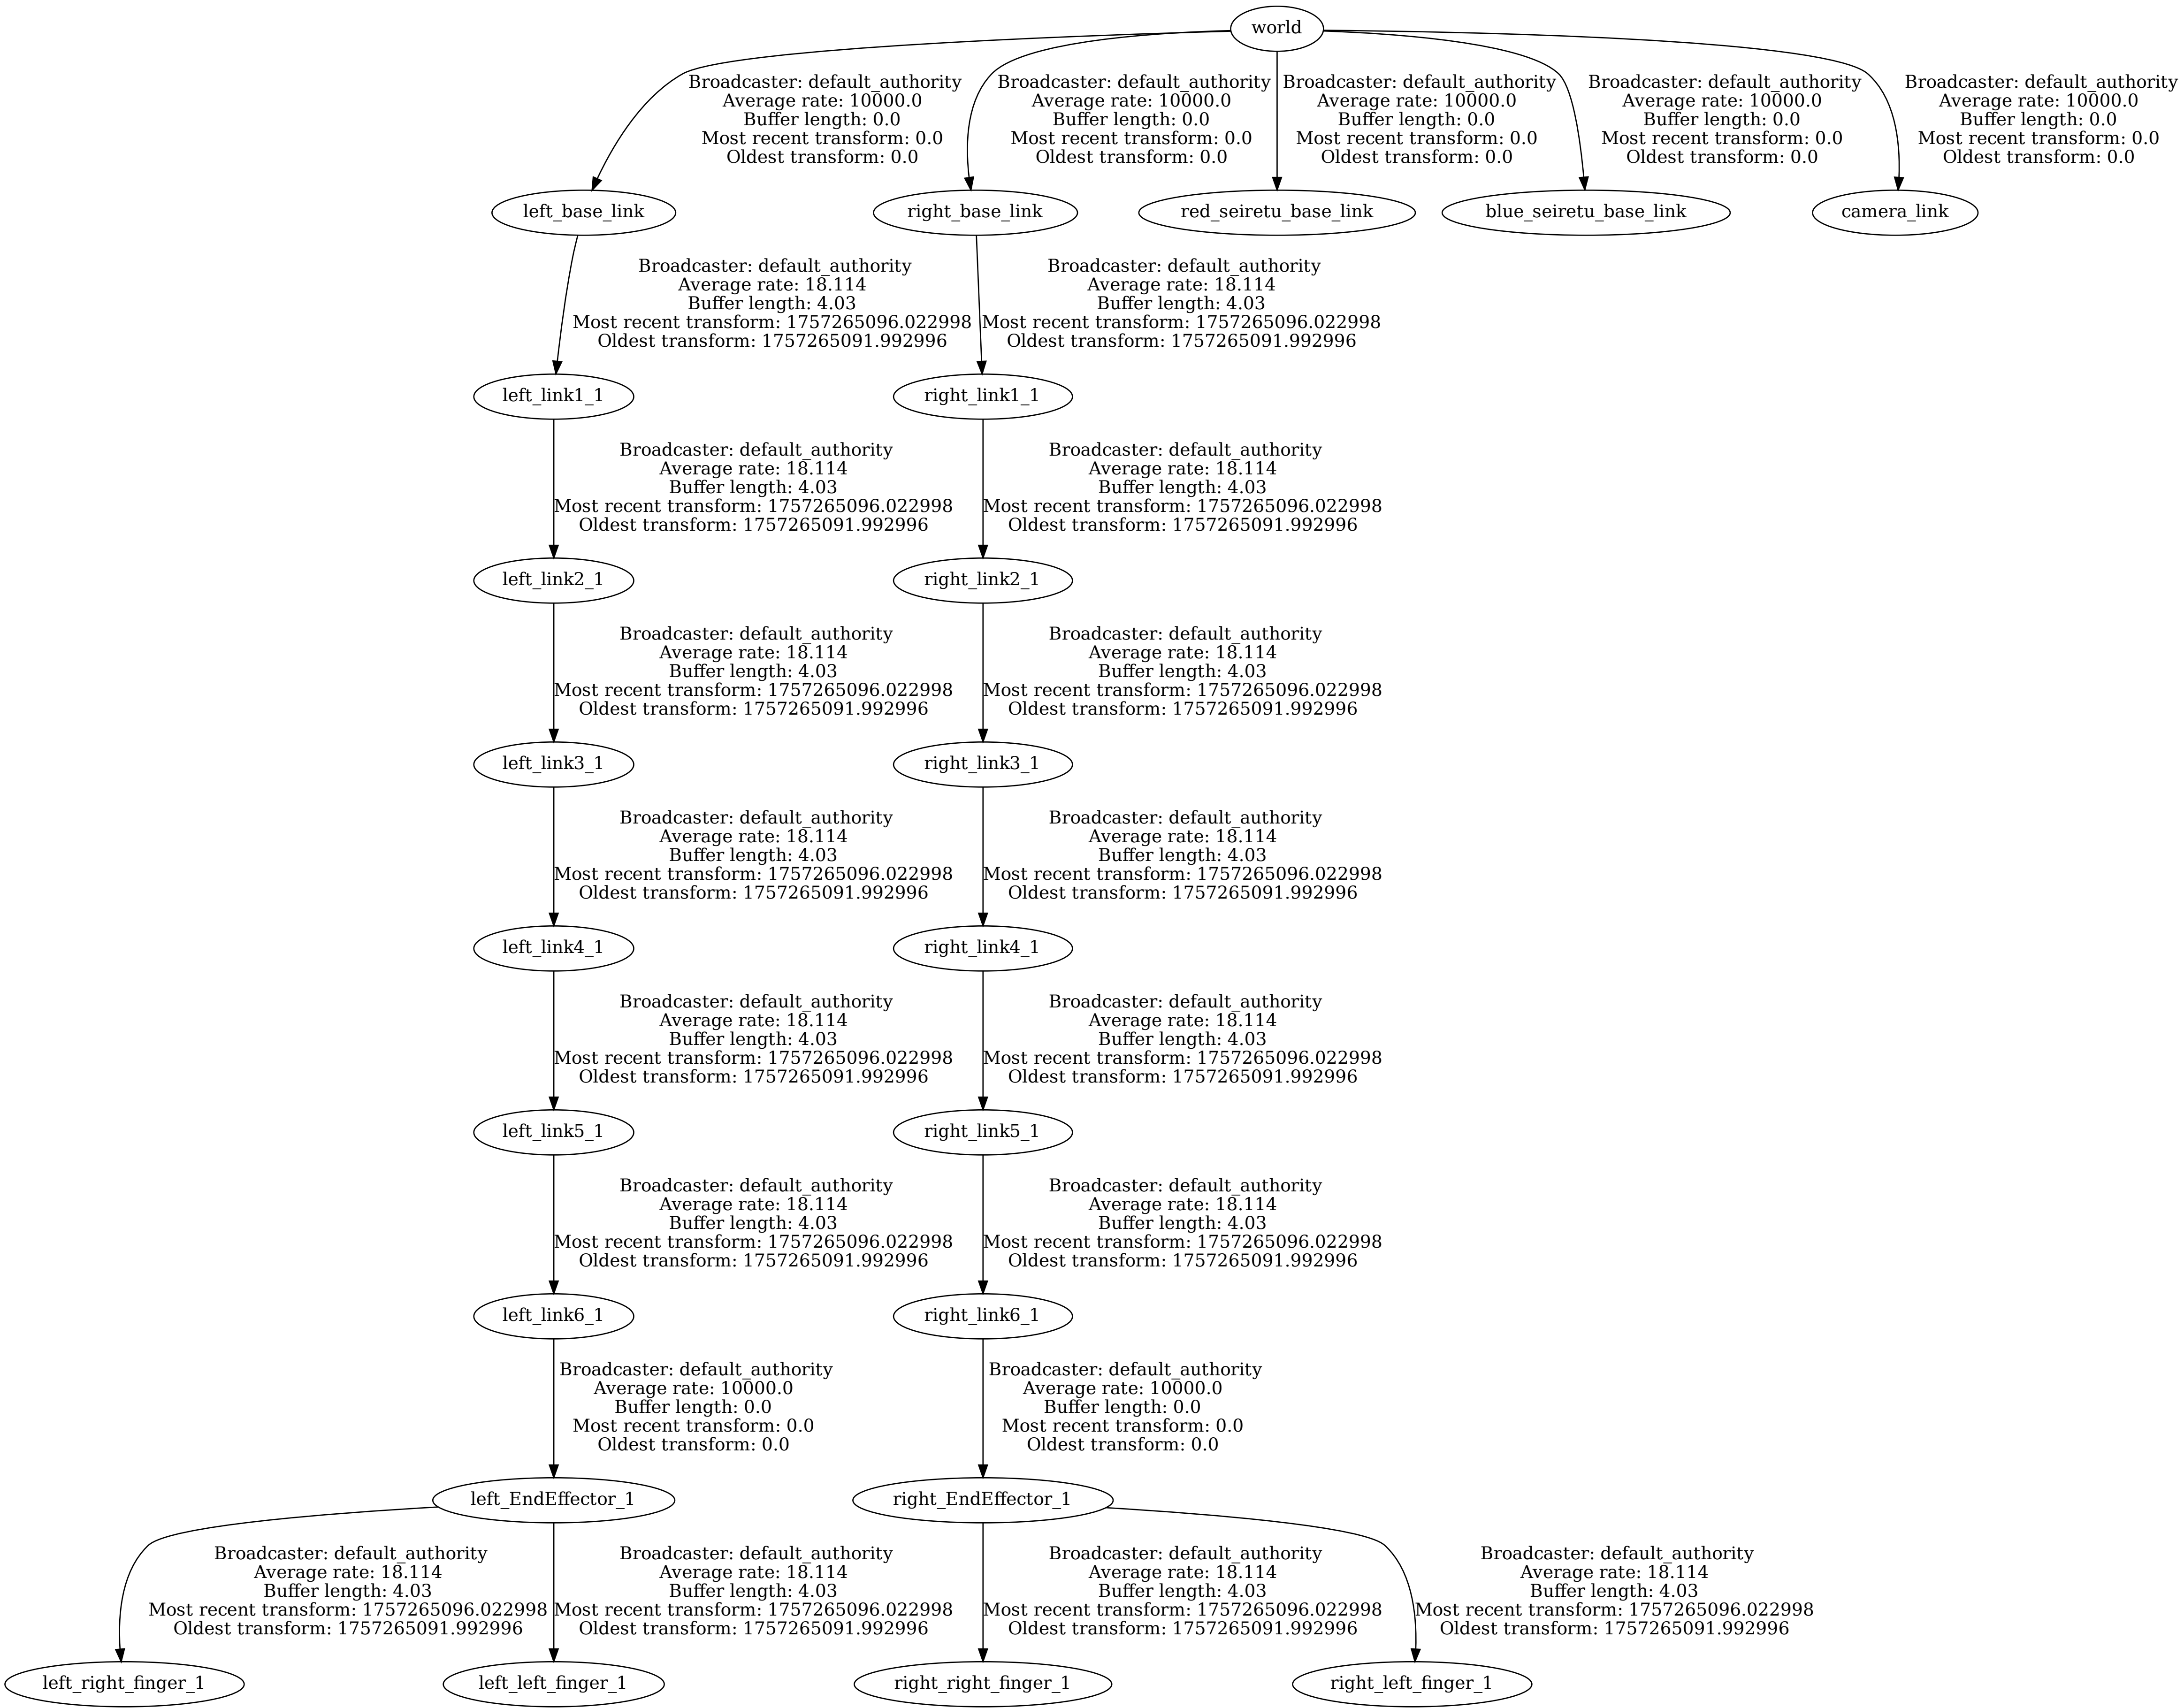 world
Broadcaster: default_authority
Average rate: 10000.0
Buffer length: 0.0
Most recent transform: 0.0
Oldest transform: 0.0
Broadcaster: default_authority
Average rate: 10000.0
Buffer length: 0.0
Most recent transform: 0.0
Oldest transform: 0.0
Broadcaster: default_authority
Average rate: 10000.0
Buffer length: 0.0
Most recent transform: 0.0
Oldest transform: 0.0
Broadcaster: default_authority
Average rate: 10000.0
Buffer length: 0.0
Most recent transform: 0.0
Oldest transform: 0.0
Broadcaster: default_authority
Average rate: 10000.0
Buffer length: 0.0
Most recent transform: 0.0
Oldest transform: 0.0
left_base_link
right_base_link
red_seiretu_base_link
blue_seiretu_base_link
camera_link
Broadcaster: default_authority
Average rate: 18.114
Buffer length: 4.03
Most recent transform: 1757265096.022998
Oldest transform: 1757265091.992996
Broadcaster: default_authority
Average rate: 18.114
Buffer length: 4.03
Most recent transform: 1757265096.022998
Oldest transform: 1757265091.992996
left_link1_1
right_link1_1
Broadcaster: default_authority
Average rate: 18.114
Buffer length: 4.03
Most recent transform: 1757265096.022998
Oldest transform: 1757265091.992996
Broadcaster: default_authority
Average rate: 18.114
Buffer length: 4.03
Most recent transform: 1757265096.022998
Oldest transform: 1757265091.992996
left_link2_1
right_link2_1
Broadcaster: default_authority
Average rate: 18.114
Buffer length: 4.03
Most recent transform: 1757265096.022998
Oldest transform: 1757265091.992996
Broadcaster: default_authority
Average rate: 18.114
Buffer length: 4.03
Most recent transform: 1757265096.022998
Oldest transform: 1757265091.992996
left_link3_1
right_link3_1
Broadcaster: default_authority
Average rate: 18.114
Buffer length: 4.03
Most recent transform: 1757265096.022998
Oldest transform: 1757265091.992996
Broadcaster: default_authority
Average rate: 18.114
Buffer length: 4.03
Most recent transform: 1757265096.022998
Oldest transform: 1757265091.992996
left_link4_1
right_link4_1
Broadcaster: default_authority
Average rate: 18.114
Buffer length: 4.03
Most recent transform: 1757265096.022998
Oldest transform: 1757265091.992996
Broadcaster: default_authority
Average rate: 18.114
Buffer length: 4.03
Most recent transform: 1757265096.022998
Oldest transform: 1757265091.992996
left_link5_1
right_link5_1
Broadcaster: default_authority
Average rate: 18.114
Buffer length: 4.03
Most recent transform: 1757265096.022998
Oldest transform: 1757265091.992996
Broadcaster: default_authority
Average rate: 18.114
Buffer length: 4.03
Most recent transform: 1757265096.022998
Oldest transform: 1757265091.992996
left_link6_1
right_link6_1
Broadcaster: default_authority
Average rate: 10000.0
Buffer length: 0.0
Most recent transform: 0.0
Oldest transform: 0.0
Broadcaster: default_authority
Average rate: 10000.0
Buffer length: 0.0
Most recent transform: 0.0
Oldest transform: 0.0
left_EndEffector_1
right_EndEffector_1
Broadcaster: default_authority
Average rate: 18.114
Buffer length: 4.03
Most recent transform: 1757265096.022998
Oldest transform: 1757265091.992996
Broadcaster: default_authority
Average rate: 18.114
Buffer length: 4.03
Most recent transform: 1757265096.022998
Oldest transform: 1757265091.992996
Broadcaster: default_authority
Average rate: 18.114
Buffer length: 4.03
Most recent transform: 1757265096.022998
Oldest transform: 1757265091.992996
Broadcaster: default_authority
Average rate: 18.114
Buffer length: 4.03
Most recent transform: 1757265096.022998
Oldest transform: 1757265091.992996
left_right_finger_1
left_left_finger_1
right_right_finger_1
right_left_finger_1